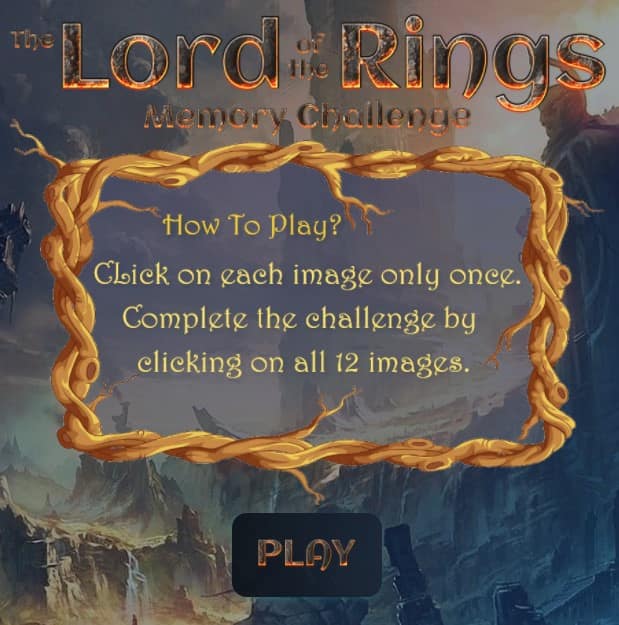 The Lord of the Rings
Memory Challenge
How To Play?
CLick on each image only once.
Complete the challenge by
clicking on all 12 images.
PLAY